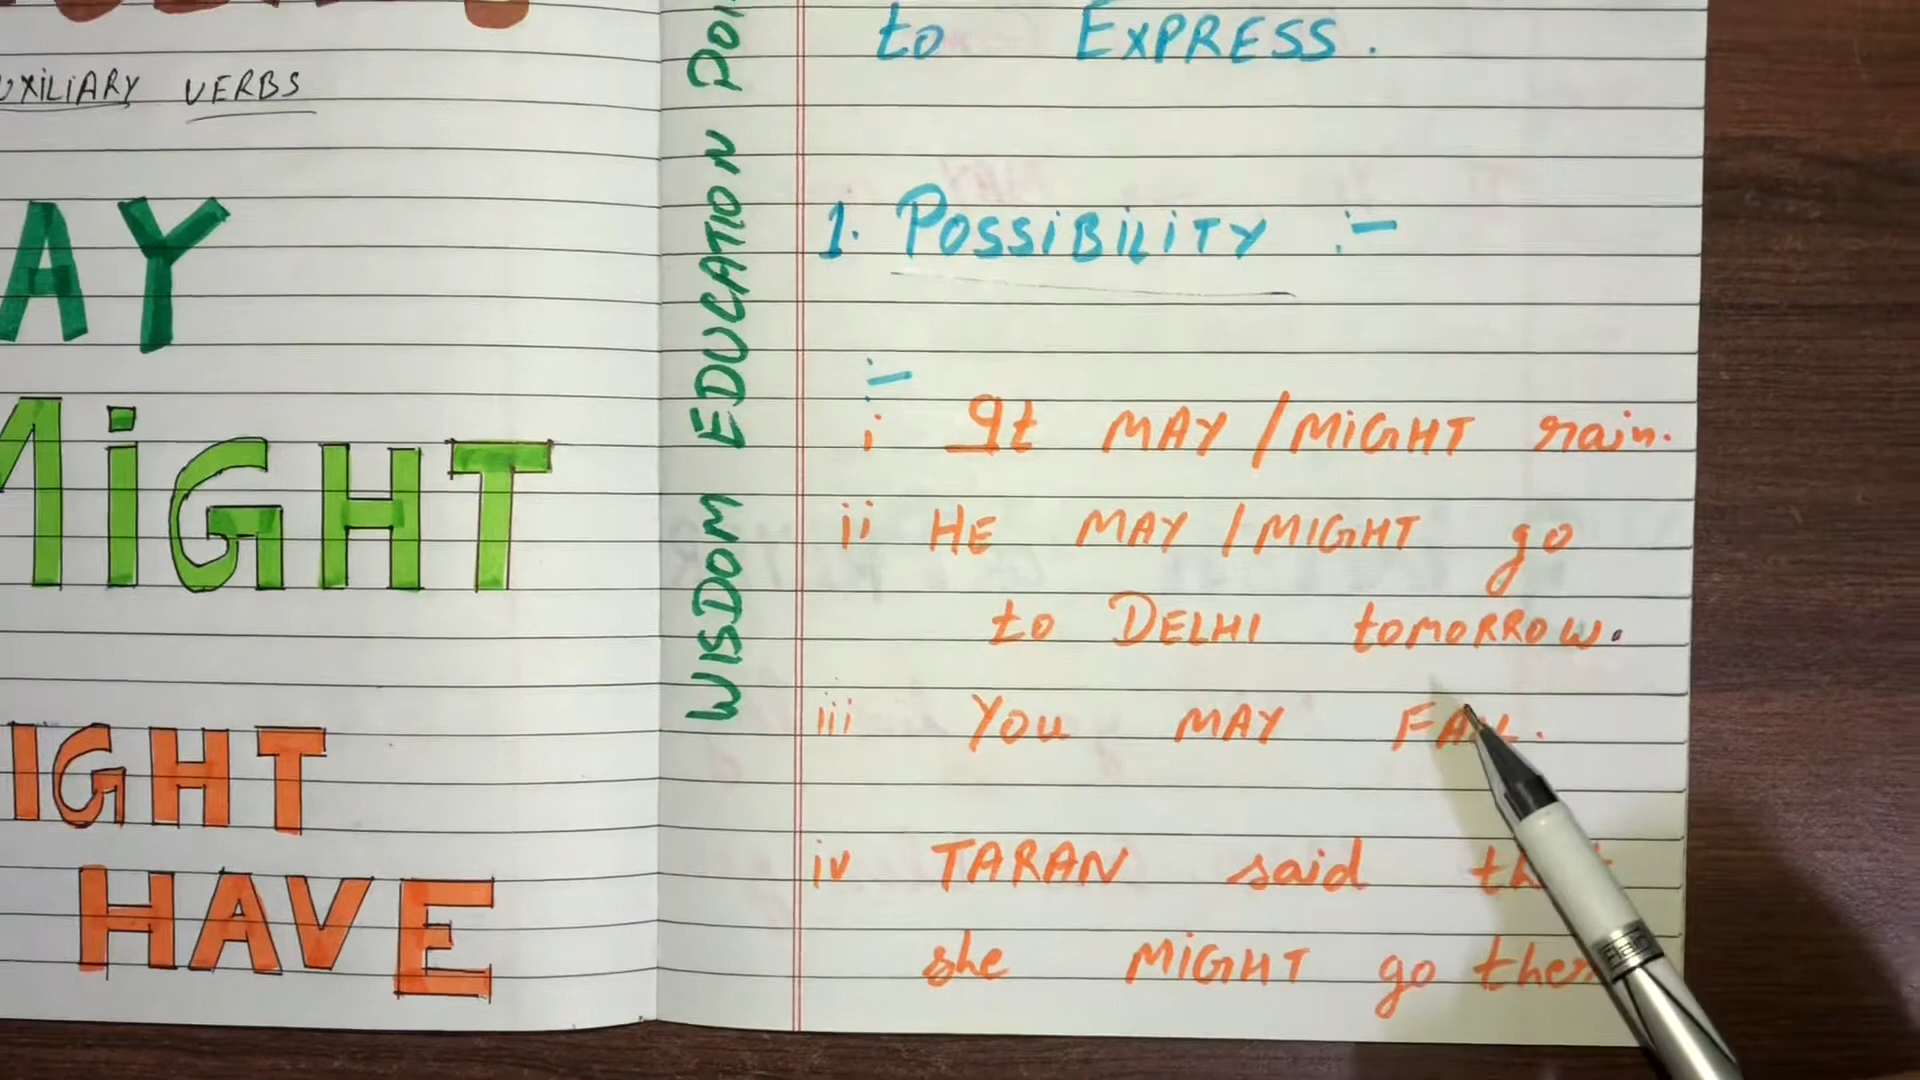 VERBS
AY
MiGHT
IGHT
HAVE
WISDOM EDUCATION
to EXPRESS.
1. POSSiBiLiTY :-
i It MAY/MiGHT rain.
ii HE MAY/MIGHT go
to DELHI tomoRROW.
iii You MAY
iv TARAN said
she MiGHT go